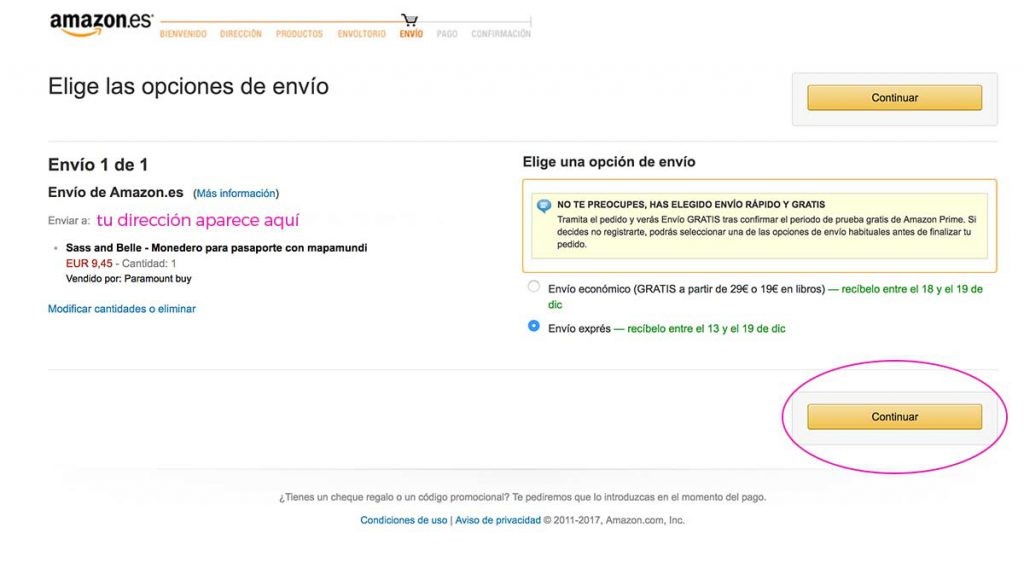 amazon.es
BIENVENIDO DIRECCIÓN PRODUCTOS ENVOLTORIO ENVÍO PAGO CONFIRMACIÓN
Elige las opciones de envío
Continuar
Envío 1 de 1
Envío de Amazon.es (Más información)
Enviar a: tu dirección aparece aquí
Sass and Belle - Monedero para pasaporte con mapamundi
EUR 9,45 - Cantidad: 1
Vendido por: Paramount buy
Modificar cantidades o eliminar
Elige una opción de envío
NO TE PREOCUPES, HAS ELEGIDO ENVÍO RÁPIDO Y GRATIS
Tramita el pedido y verás Envío GRATIS tras confirmar el periodo de prueba gratis de Amazon Prime. Si
decides no registrarte, podrás seleccionar una de las opciones de envío habituales antes de finalizar tu
pedido.
Envío económico (GRATIS a partir de 29€ o 19€ en libros) — recíbelo entre el 18 y el 19 de
dic
Envío exprés — recíbelo entre el 13 y el 19 de dic
Continuar
¿Tienes un cheque regalo o un código promocional? Te pediremos que lo introduzcas en el momento del pago.
Condiciones de uso | Aviso de privacidad © 2011-2017, Amazon.com, Inc.